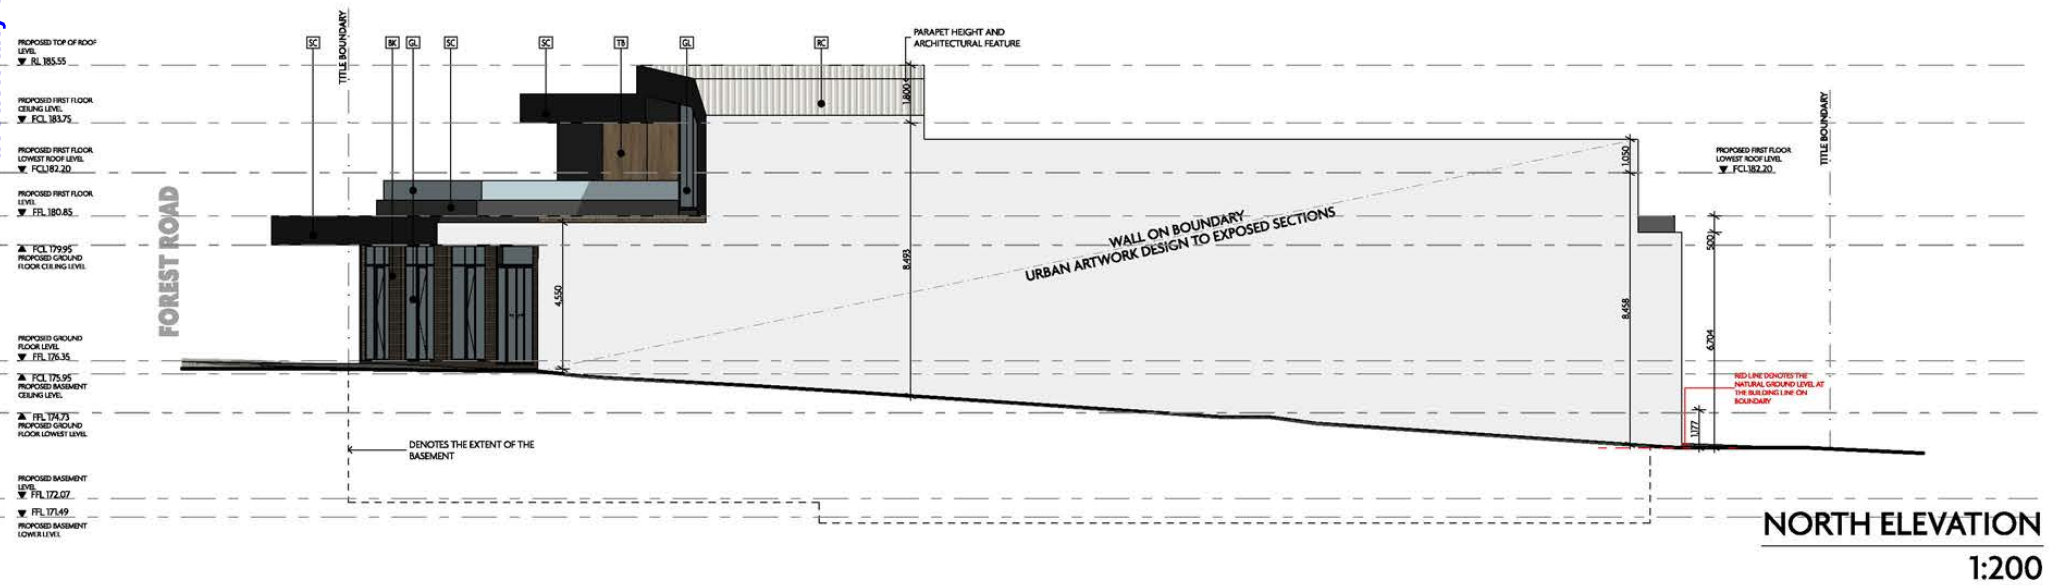 PROPOSED TOP OF ROOF
LEVEL
RL 185.55
PROPOSED FIRST FLOOR
CEILING LEVEL
FCL 183.75
PROPOSED FIRST FLOOR
LOWEST ROOF LEVEL
FCL182.20
PROPOSED FIRST FLOOR
LEVEL
FFL 180.85
FCL 179.95
PROPOSED GROUND
FLOOR CEILING LEVEL
PROPOSED GROUND
FLOOR LEVEL
FFL 176.35
FCL 175.95
PROPOSED BASEMENT
CEILING LEVEL
FFL 174.73
PROPOSED GROUND
FLOOR LOWEST LEVEL
PROPOSED BASEMENT
LEVEL
FFL 172.07
FFL 171.49
PROPOSED BASEMENT
LOWER LEVEL
FOREST ROAD
TITLE BOUNDARY
SC
BK
GL
SC
SC
TB
GL
RC
PARAPET HEIGHT AND
ARCHITECTURAL FEATURE
1,800
8,493
4,550
WALL ON BOUNDARY
URBAN ARTWORK DESIGN TO EXPOSED SECTIONS
1,050
8,458
500
6,704
1,177
PROPOSED FIRST FLOOR
LOWEST ROOF LEVEL
FCL182.20
TITLE BOUNDARY
RED LINE DENOTES THE
NATURAL GROUND LEVEL AT
THE BUILDING LINE ON
BOUNDARY
DENOTES THE EXTENT OF THE
BASEMENT
NORTH ELEVATION
1:200